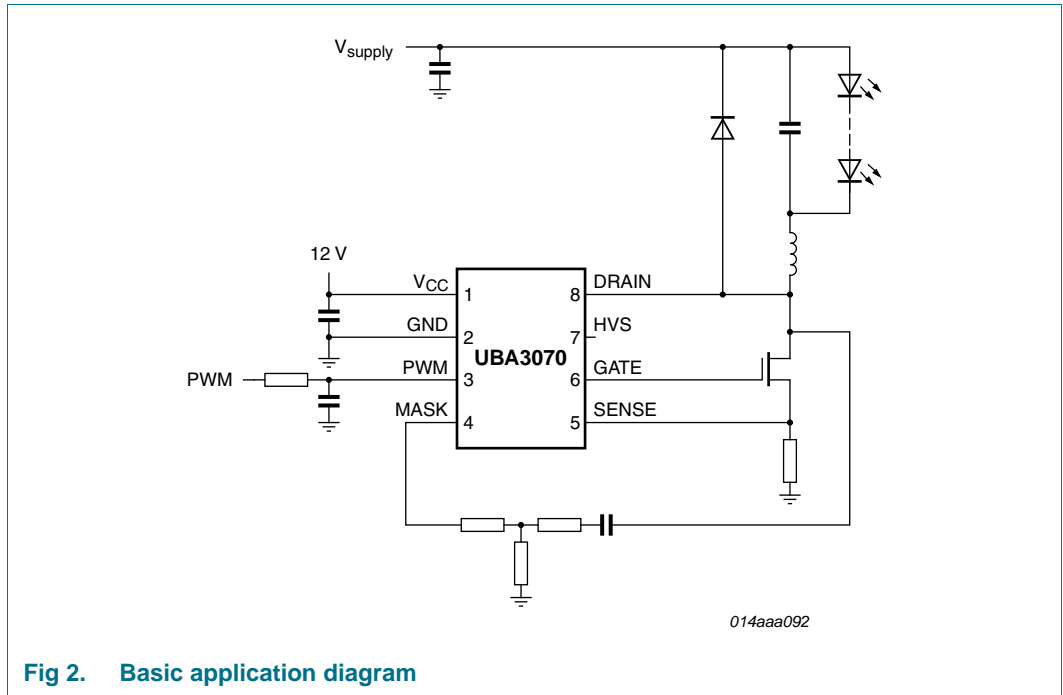 Vsupply
12 V
VCC
1
GND
2
PWM
PWM
3
MASK
4
UBA3070
8
DRAIN
7
HVS
6
GATE
5
SENSE
014aaa092
Fig 2. Basic application diagram